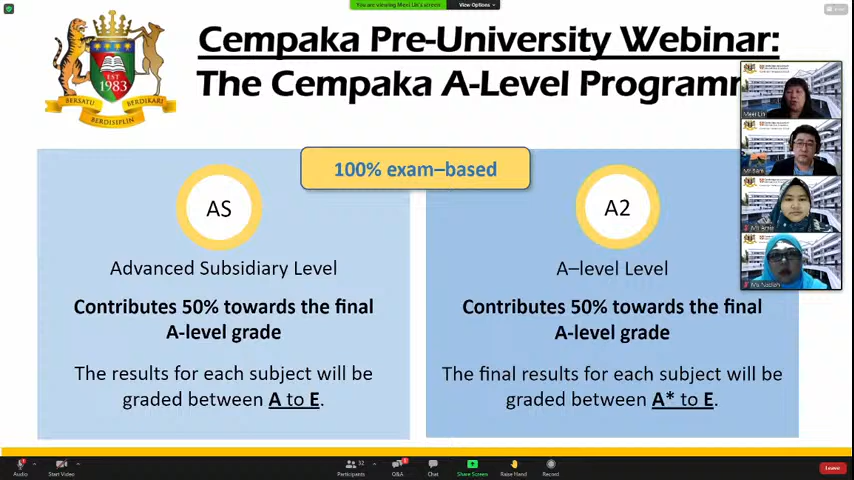 You are viewing Meei Lih's screen
View Options
Cempaka Pre-University Webinar:
The Cempaka A-Level Programm
EST
1983
BERSATU
BERDIKARI
BERDISIPLIN
100% exam–based
AS
Advanced Subsidiary Level
Contributes 50% towards the final
A-level grade
The results for each subject will be
graded between A to E.
A2
A–level Level
Contributes 50% towards the final
A-level grade
The final results for each subject will be
graded between A* to E.
Meei Lih
Audio
Start Video
Participants
32
Q&A
Chat
Share Screen
Raise Hand
Record
Leave